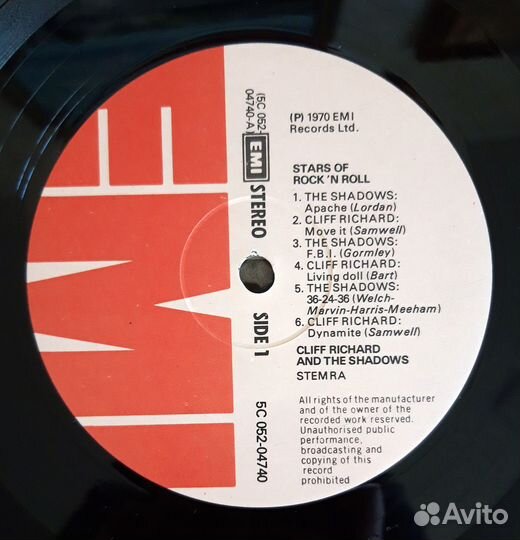 (P) 1970 EMI
Records Ltd.
STARS OF
ROCK 'N ROLL
1. THE SHADOWS:
Apache (Lordan)
2. CLIFF RICHARD:
Move it (Samwell)
3. THE SHADOWS:
F.B.I. (Gormley)
4. CLIFF RICHARD:
Living doll (Bart)
5. THE SHADOWS:
36-24-36 (Welch-
Marvin-Harris-Meeham)
6. CLIFF RICHARD:
Dynamite (Samwell)
CLIFF RICHARD
AND THE SHADOWS
STEMRA
All rights of the manufacturer
and of the owner of the
recorded work reserved.
Unauthorised public
performance,
broadcasting and
copying of this
record
prohibited
(5C 052-
04740-A)
EMI STEREO SIDE 1
5C 052-04740
EMI
Avito